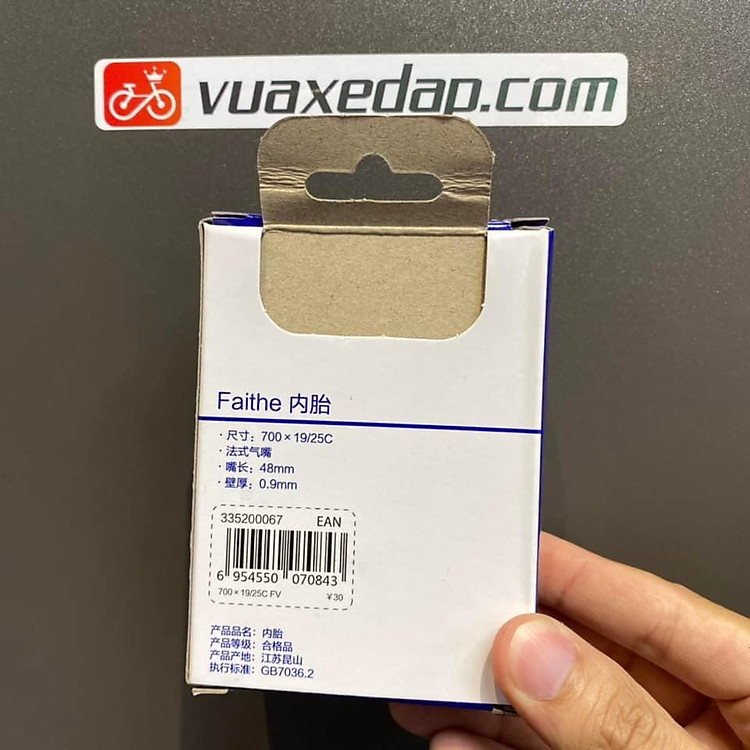 vuaxedap.com
Faithe 内胎
·尺寸：700×19/25C
·法式气嘴
·嘴长：48mm
·壁厚：0.9mm
335200067 EAN
6 954550 070843
700×19/25C FV ¥30
产品品名：内胎
产品等级：合格品
产品产地：江苏昆山
执行标准：GB7036.2